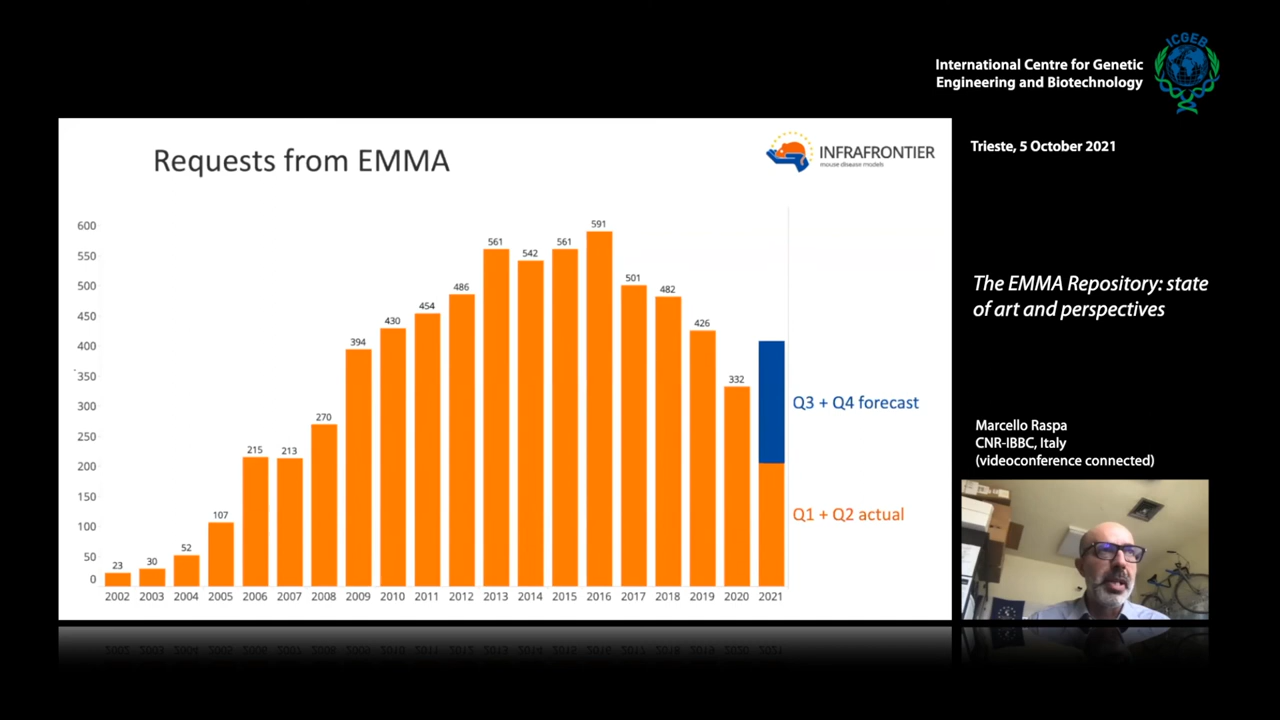 ICGEB
International Centre for Genetic
Engineering and Biotechnology
Trieste, 5 October 2021
Requests from EMMA
INFRAFRONTIER
mouse disease models
600
550
500
450
400
350
300
250
200
150
100
50
0
23
30
52
107
215
213
270
394
430
454
486
561
542
561
591
501
482
426
332
Q3 + Q4 forecast
Q1 + Q2 actual
2002 2003 2004 2005 2006 2007 2008 2009 2010 2011 2012 2013 2014 2015 2016 2017 2018 2019 2020 2021
The EMMA Repository: state
of art and perspectives
Marcello Raspa
CNR-IBBC, Italy
(videoconference connected)